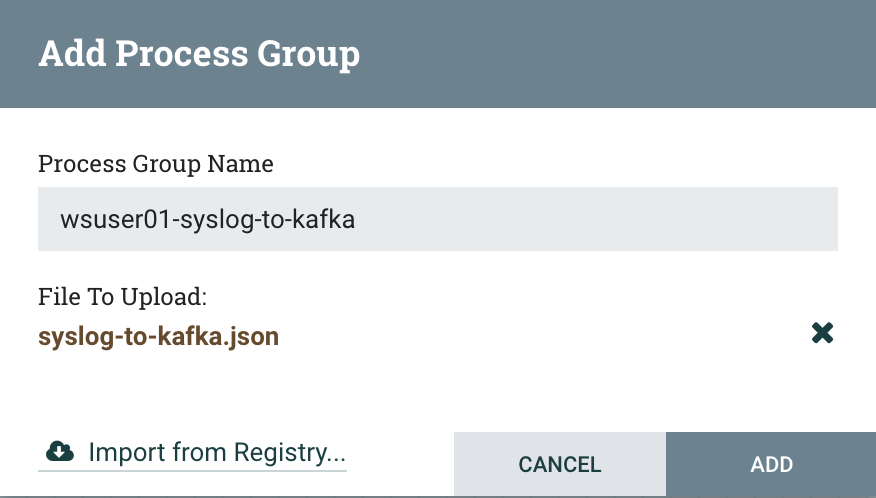 Add Process Group
Process Group Name
wsuser01-syslog-to-kafka
File To Upload:
syslog-to-kafka.json
Import from Registry...
CANCEL
ADD